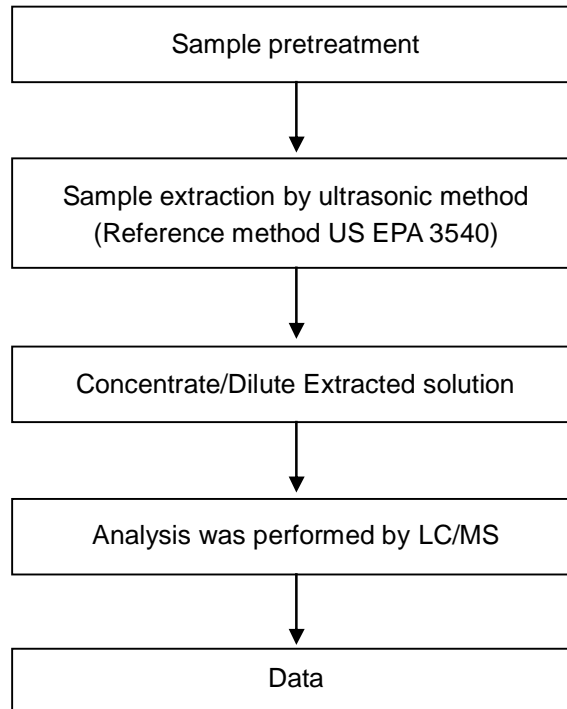 Sample pretreatment
Sample extraction by ultrasonic method
(Reference method US EPA 3540)
Concentrate/Dilute Extracted solution
Analysis was performed by LC/MS
Data